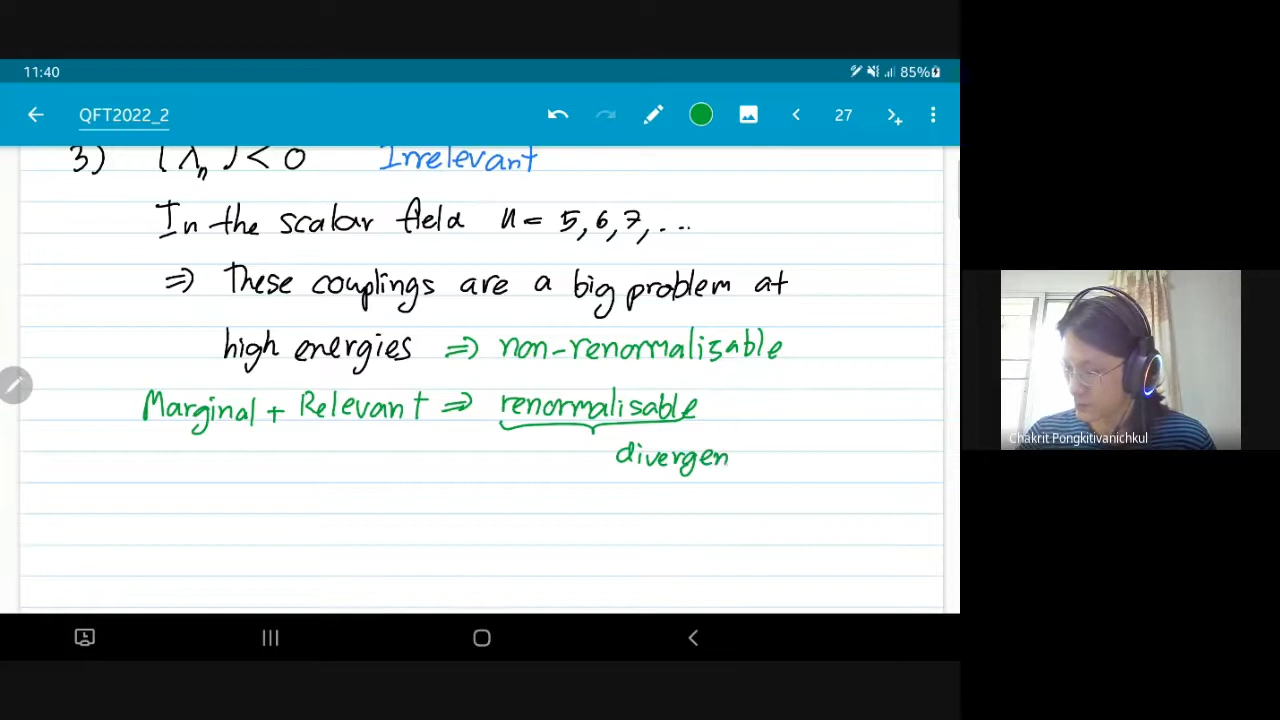 11:40 85%
QFT2022_2 27
3) [λn] < 0 Irrelevant
In the scalar field n = 5, 6, 7, ...
⇒ These couplings are a big problem at
high energies ⇒ non-renormalisable
Marginal + Relevant ⇒ renormalisable
divergen
Chakrit Pongkitivanichkul